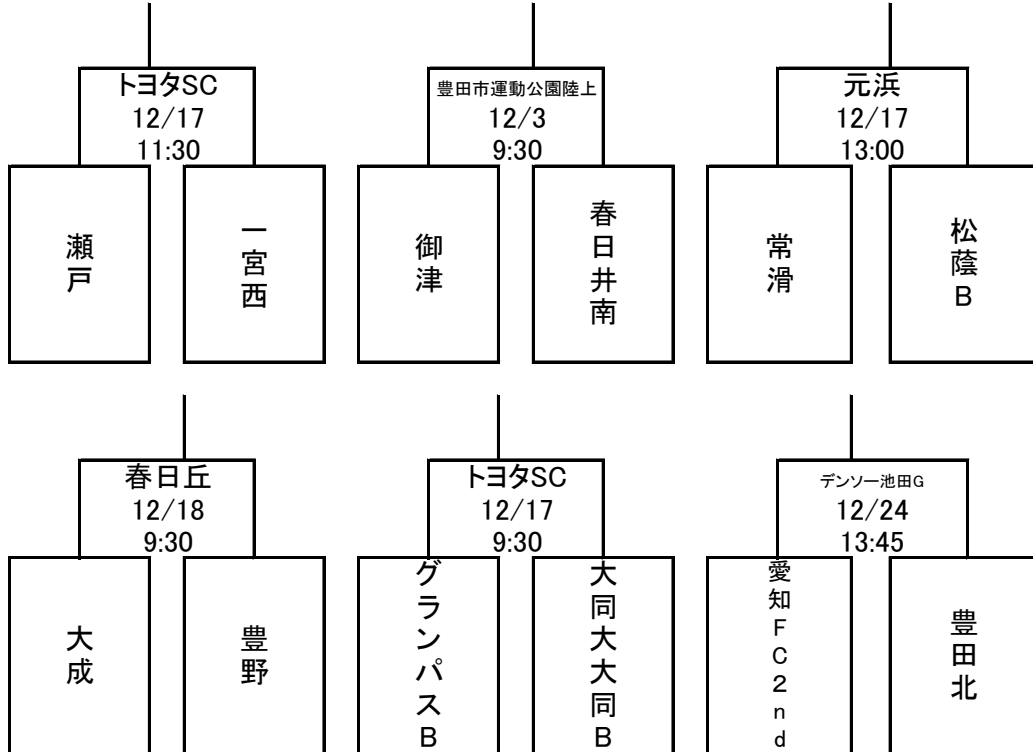 トヨタSC
12/17
11:30
瀬戸
一宮西
豊田市運動公園陸上
12/3
9:30
御津
春日井南
元浜
12/17
13:00
常滑
松蔭B
春日丘
12/18
9:30
大成
豊野
トヨタSC
12/17
9:30
グランパスB
大同大大同B
デンソー池田G
12/24
13:45
愛知FC2nd
豊田北